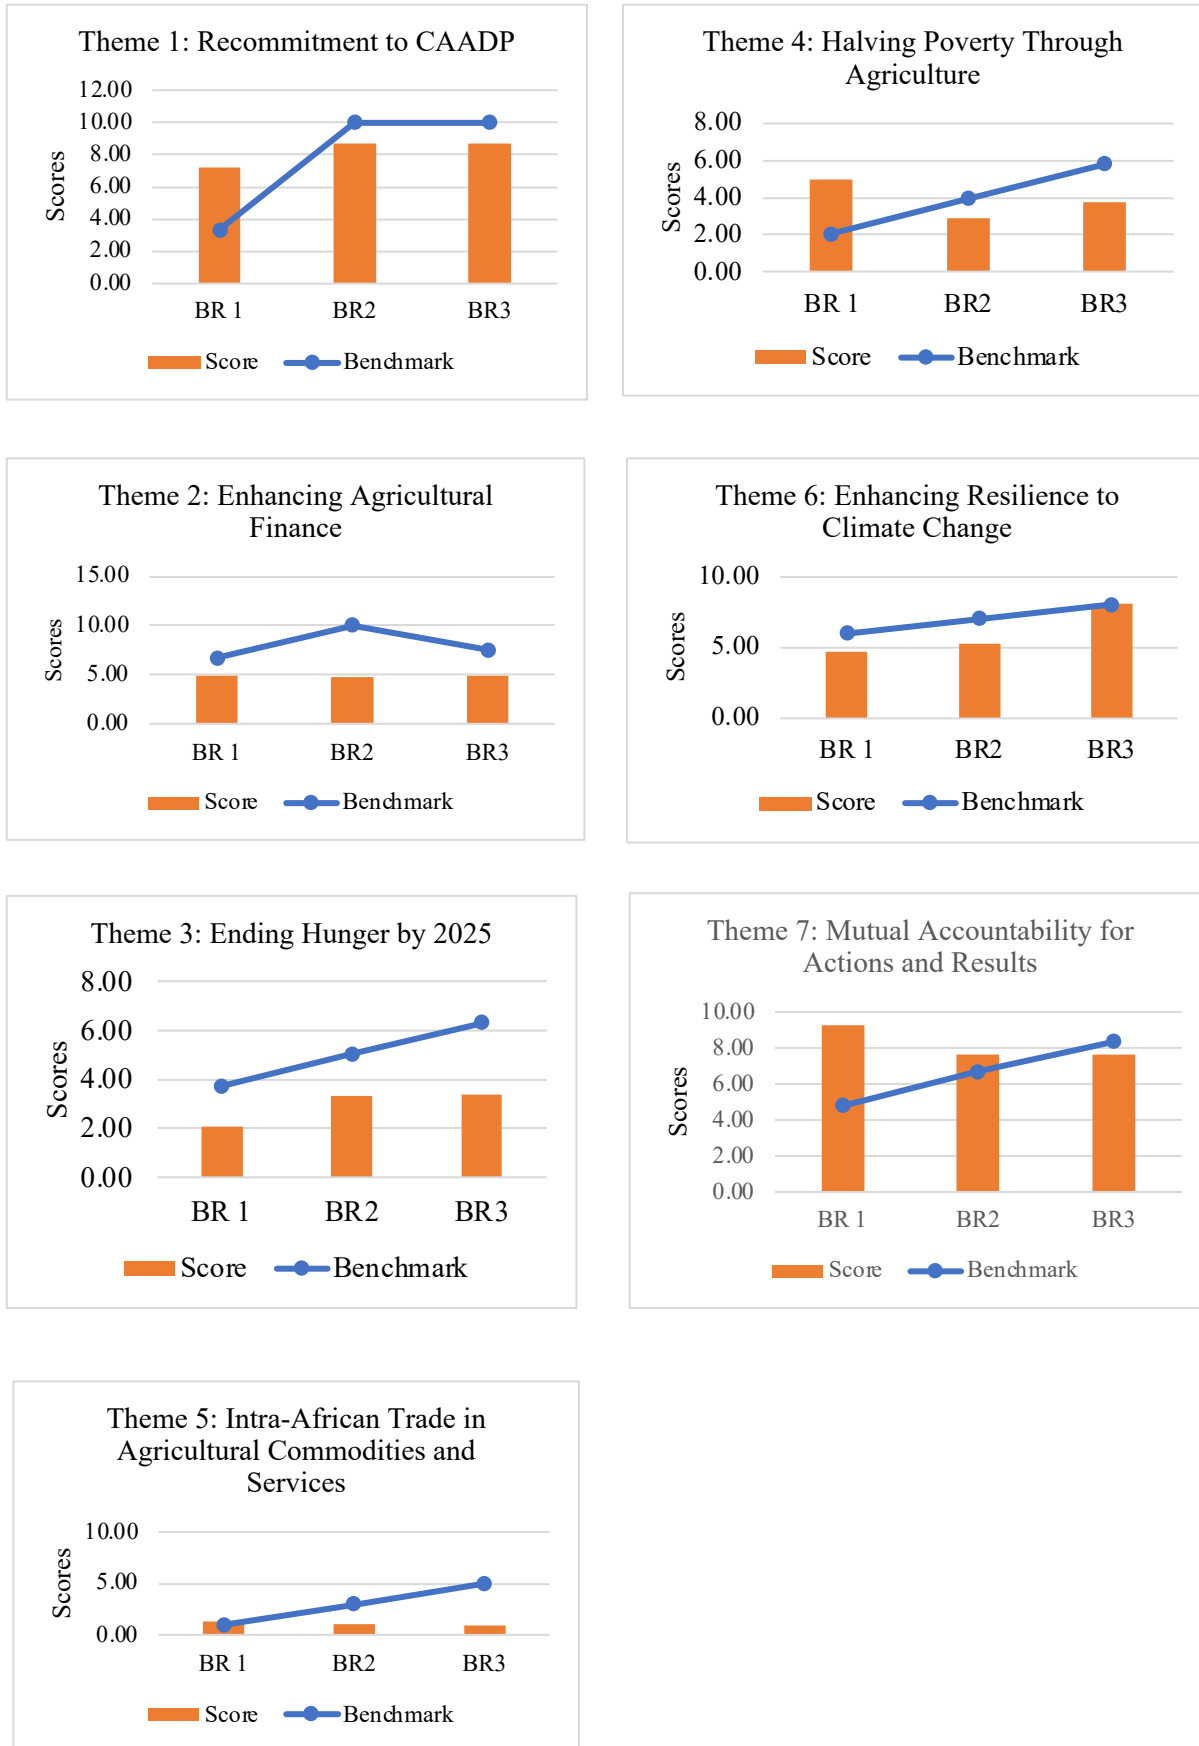 Theme 1: Recommitment to CAADP
12.00
10.00
8.00
6.00
4.00
2.00
0.00
Scores
BR 1 BR2 BR3
Score Benchmark
Theme 4: Halving Poverty Through
Agriculture
8.00
6.00
4.00
2.00
0.00
Scores
BR 1 BR2 BR3
Score Benchmark
Theme 2: Enhancing Agricultural
Finance
15.00
10.00
5.00
0.00
Scores
BR 1 BR2 BR3
Score Benchmark
Theme 6: Enhancing Resilience to
Climate Change
10.00
5.00
0.00
Scores
BR 1 BR2 BR3
Score Benchmark
Theme 3: Ending Hunger by 2025
8.00
6.00
4.00
2.00
0.00
Scores
BR 1 BR2 BR3
Score Benchmark
Theme 7: Mutual Accountability for
Actions and Results
10.00
8.00
6.00
4.00
2.00
0.00
Scores
BR 1 BR2 BR3
Score Benchmark
Theme 5: Intra-African Trade in
Agricultural Commodities and
Services
10.00
5.00
0.00
Scores
BR 1 BR2 BR3
Score Benchmark